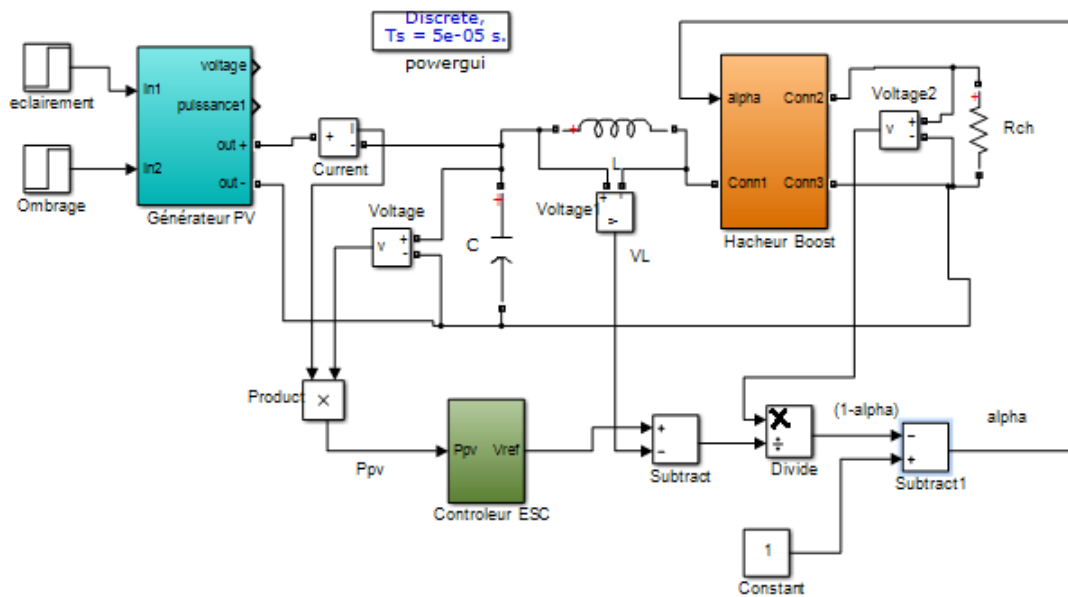 Discrete,
Ts = 5e-05 s.
powergui
eclairement
Ombrage
In1
In2
voltage
puissance1
out +
out -
Générateur PV
+
i
-
Current
Voltage
v
+
-
+
C
+
L
Voltage1
+
-
v
VL
alpha
Conn1
Conn2
Conn3
Hacheur Boost
Voltage2
v
+
-
+
Rch
Product
×
Ppv
Ppv
Vref
Controleur ESC
+
−
Subtract
×
÷
Divide
(1-alpha)
−
+
Subtract1
alpha
1
Constant